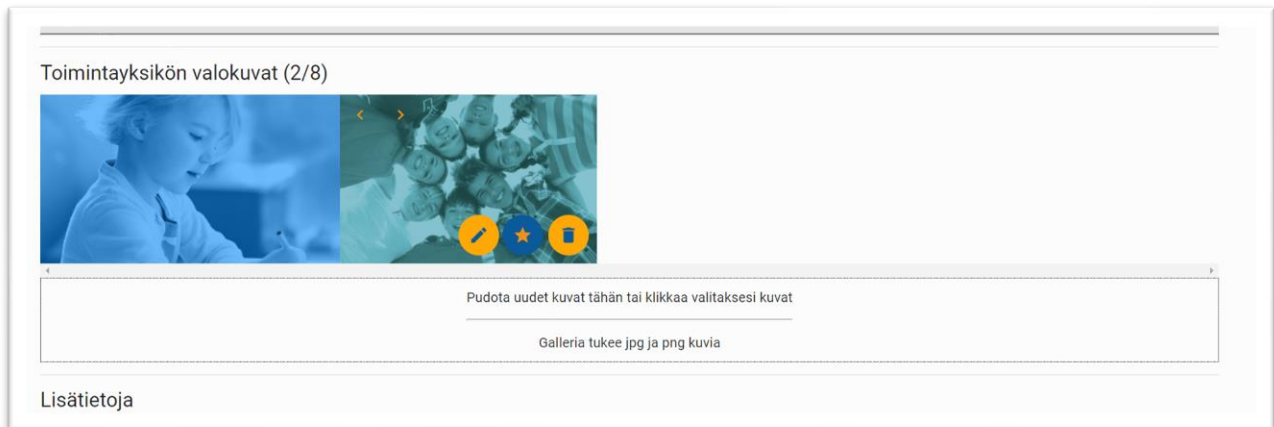 Toimintayksikön valokuvat (2/8)
Pudota uudet kuvat tähän tai klikkaa valitaksesi kuvat
Galleria tukee jpg ja png kuvia
Lisätietoja